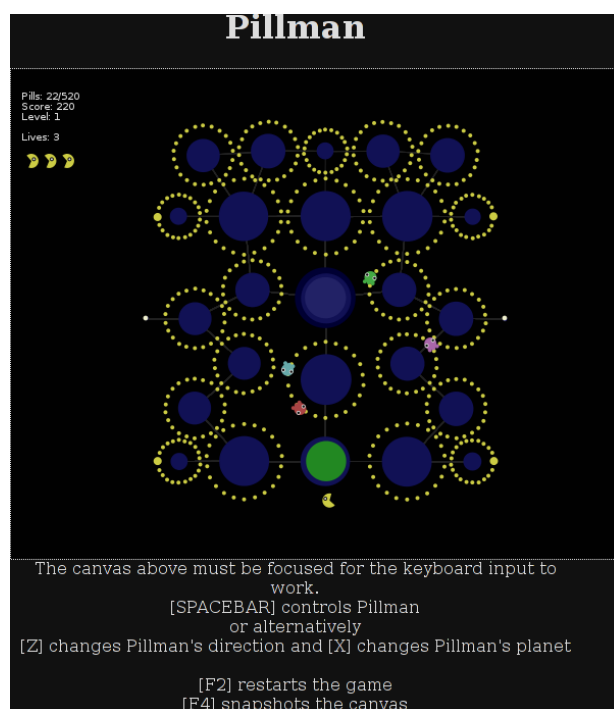 Pillman
Pills: 22/520
Score: 220
Level: 1
Lives: 3
The canvas above must be focused for the keyboard input to
work.
[SPACEBAR] controls Pillman
or alternatively
[Z] changes Pillman's direction and [X] changes Pillman's planet
[F2] restarts the game
[F4] snapshots the canvas